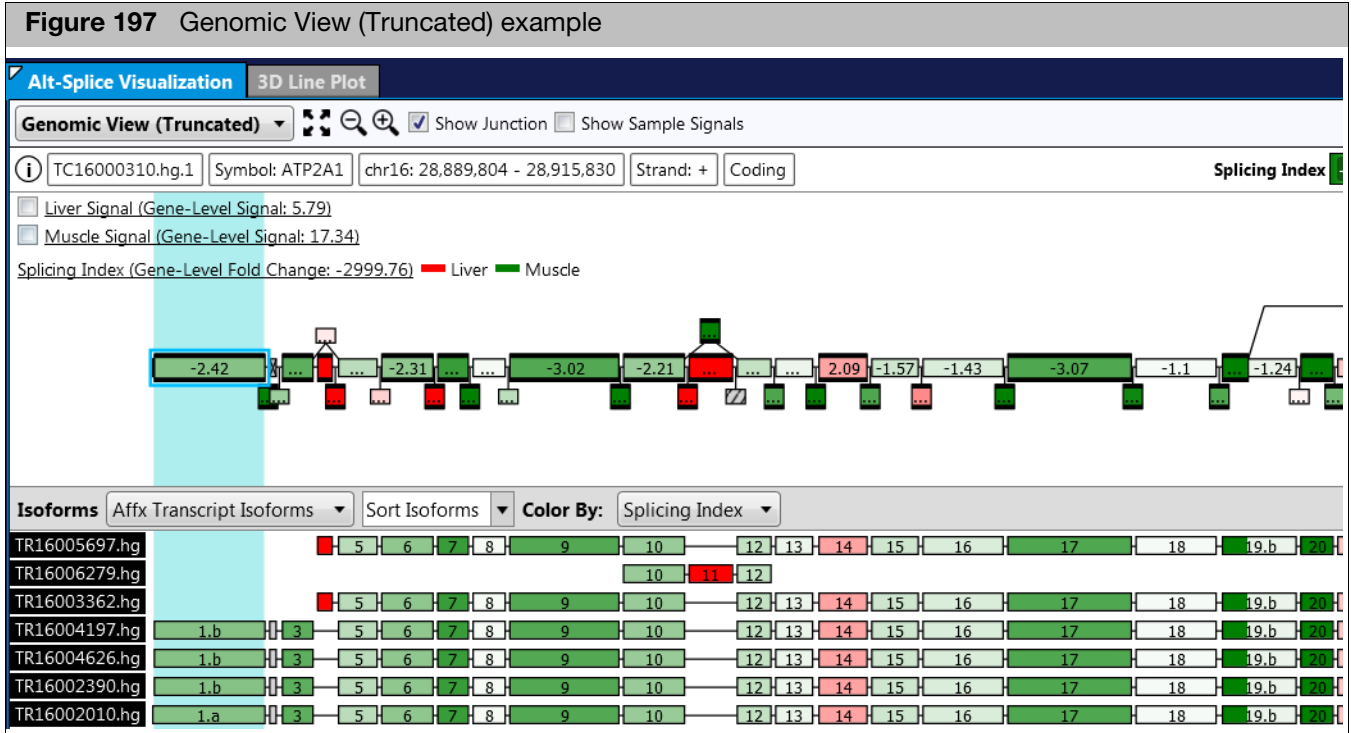 Figure 197 Genomic View (Truncated) example
Alt-Splice Visualization 3D Line Plot
Genomic View (Truncated) Show Junction Show Sample Signals
i TC16000310.hg.1 Symbol: ATP2A1 chr16: 28,889,804 - 28,915,830 Strand: + Coding Splicing Index
Liver Signal (Gene-Level Signal: 5.79)
Muscle Signal (Gene-Level Signal: 17.34)
Splicing Index (Gene-Level Fold Change: -2999.76) Liver Muscle
...  ...
-2.42 ... ... -2.31 ... ... -3.02 -2.21 ... ... ... 2.09 -1.57 -1.43 -3.07 -1.1 ... -1.24 ...
... ... ... ... ... ... ... ... ... ... ... ... ... ... ... ... ... ...
Isoforms Affx Transcript Isoforms Sort Isoforms Color By: Splicing Index
TR16005697.hg 5 6 7 8 9 10 12 13 14 15 16 17 18 19.b 20
TR16006279.hg 10 11 12
TR16003362.hg 5 6 7 8 9 10 12 13 14 15 16 17 18 19.b 20
TR16004197.hg 1.b 3 5 6 7 8 9 10 12 13 14 15 16 17 18 19.b 20
TR16004626.hg 1.b 3 5 6 7 8 9 10 12 13 14 15 16 17 18 19.b 20
TR16002390.hg 1.b 3 5 6 7 8 9 10 12 13 14 15 16 17 18 19.b 20
TR16002010.hg 1.a 3 5 6 7 8 9 10 12 13 14 15 16 17 18 19.b 20